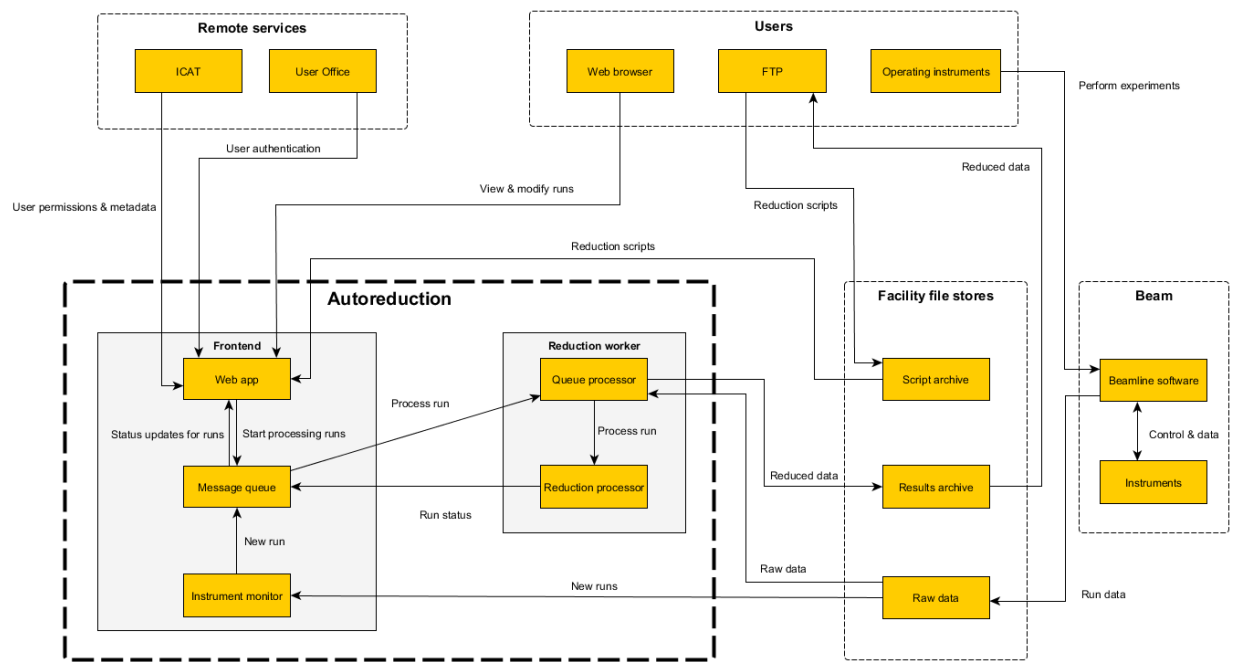 Remote services
Users
ICAT
User Office
Web browser
FTP
Operating instruments
Perform experiments
User authentication
Reduced data
View & modify runs
User permissions & metadata
Reduction scripts
Reduction scripts
Autoreduction
Facility file stores
Beam
Frontend
Reduction worker
Web app
Queue processor
Script archive
Beamline software
Process run
Status updates for runs
Start processing runs
Process run
Control & data
Message queue
Reduction processor
Reduced data
Results archive
Instruments
Run status
New run
Raw data
New runs
Instrument monitor
Raw data
Run data